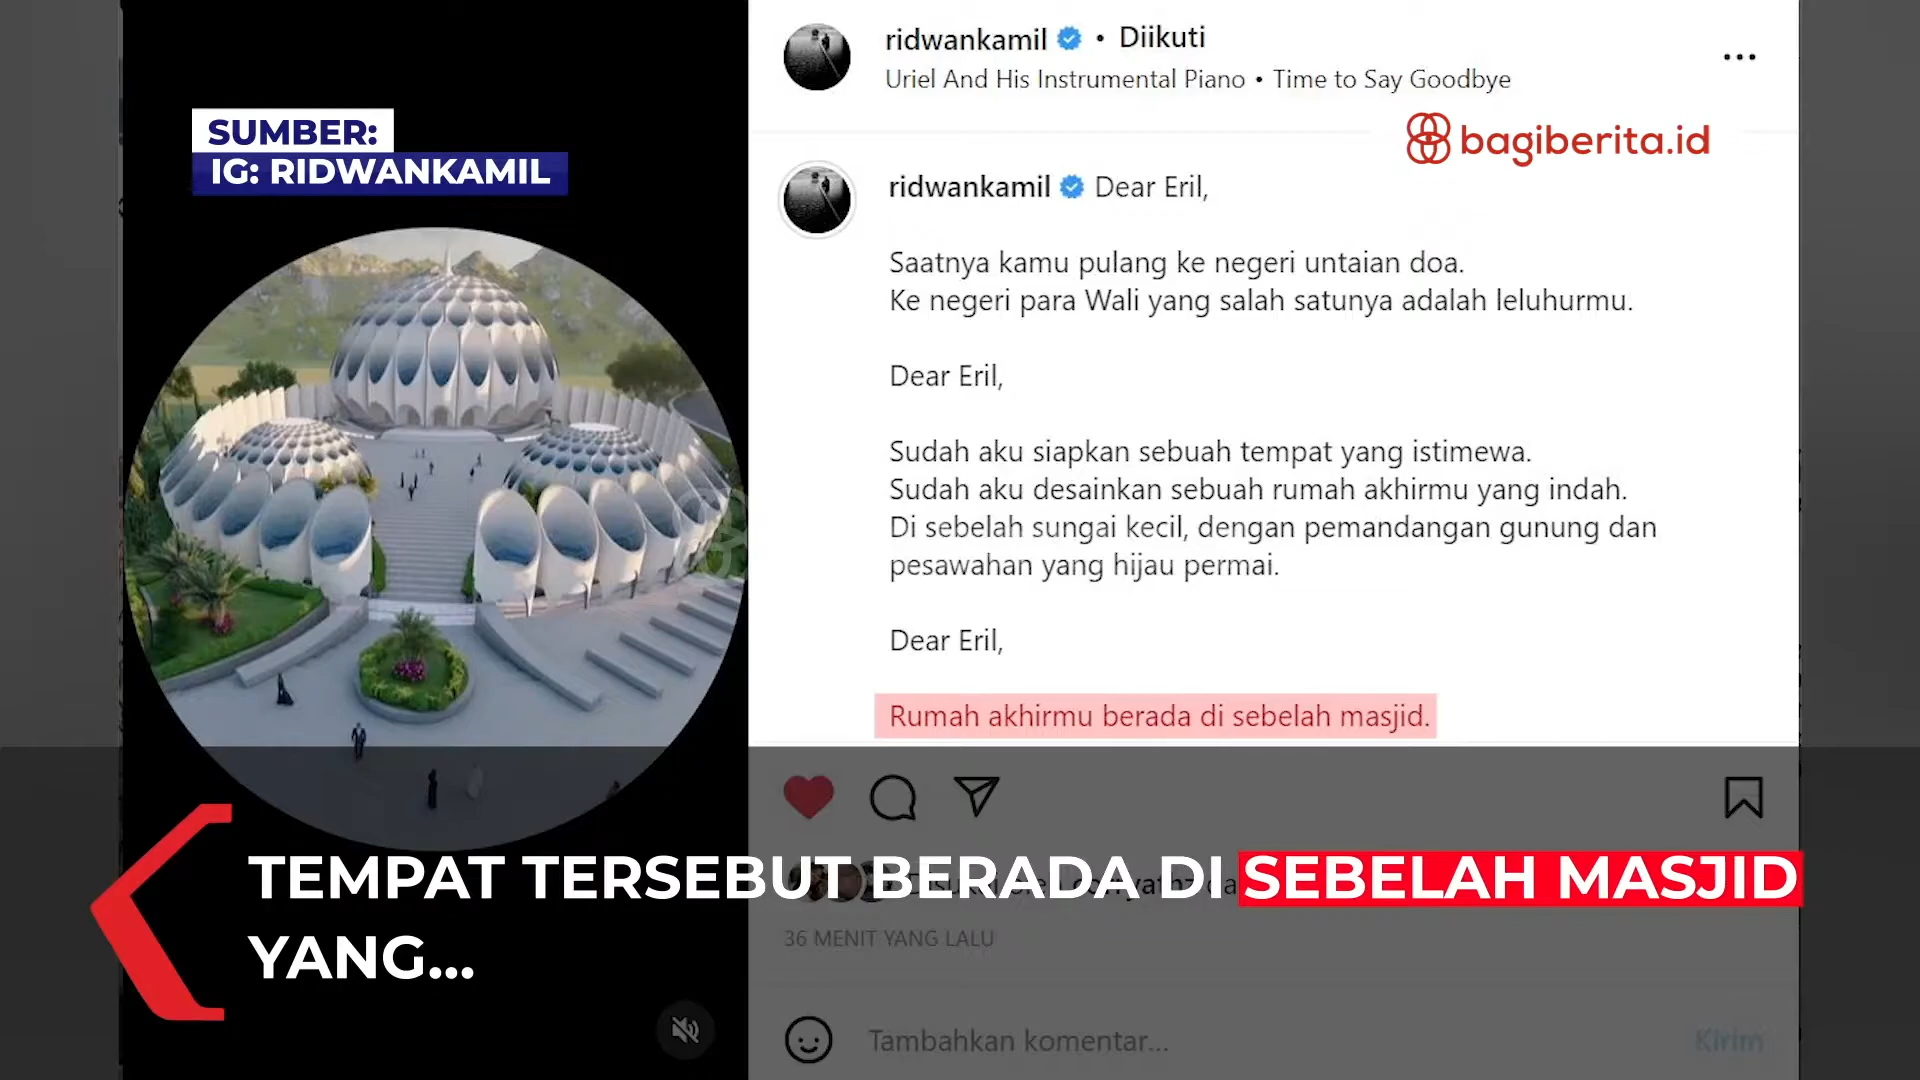 ridwankamil • Diikuti
Uriel And His Instrumental Piano • Time to Say Goodbye
SUMBER:
IG: RIDWANKAMIL
bagiberita.id
ridwankamil Dear Eril,
Saatnya kamu pulang ke negeri untaian doa.
Ke negeri para Wali yang salah satunya adalah leluhurmu.
Dear Eril,
Sudah aku siapkan sebuah tempat yang istimewa.
Sudah aku desainkan sebuah rumah akhirmu yang indah.
Di sebelah sungai kecil, dengan pemandangan gunung dan
pesawahan yang hijau permai.
Dear Eril,
Rumah akhirmu berada di sebelah masjid.
TEMPAT TERSEBUT BERADA DI SEBELAH MASJID
YANG...
36 MENIT YANG LALU
Tambahkan komentar...
Kirim